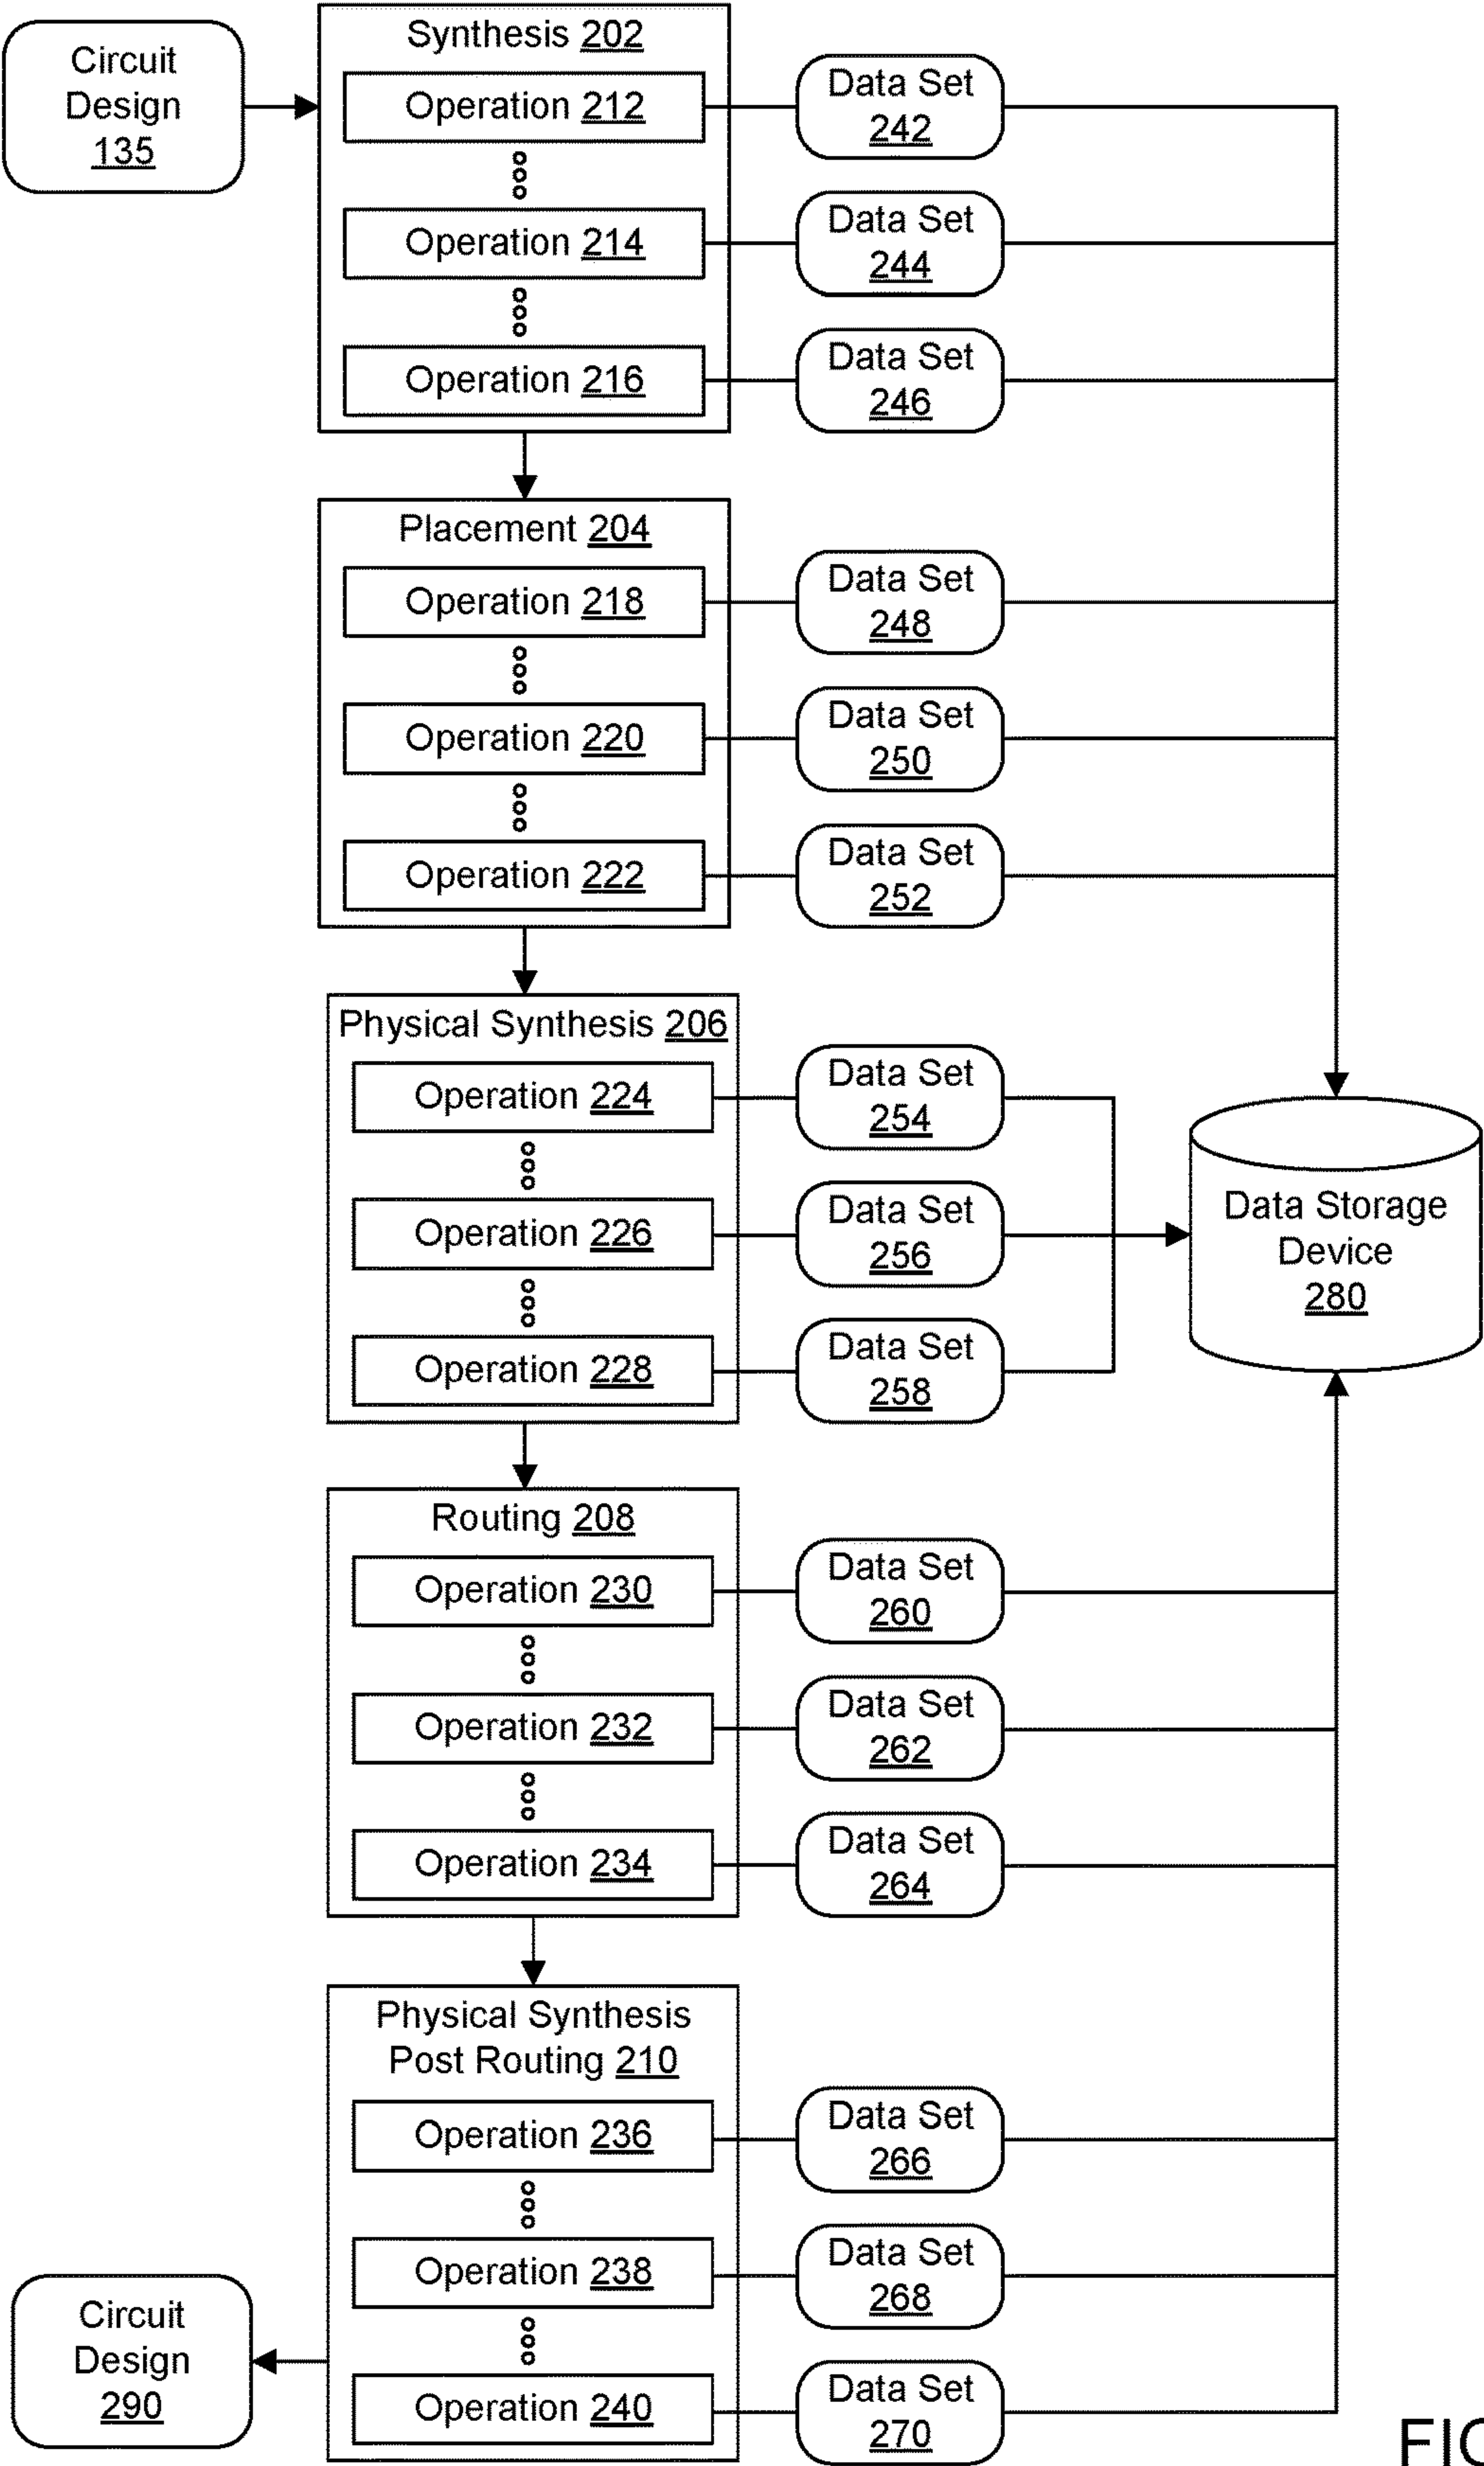 Circuit
Design
135
Synthesis 202
Operation 212
Data Set
242
Operation 214
Data Set
244
Operation 216
Data Set
246
Placement 204
Operation 218
Data Set
248
Operation 220
Data Set
250
Operation 222
Data Set
252
Physical Synthesis 206
Operation 224
Data Set
254
Operation 226
Data Set
256
Operation 228
Data Set
258
Data Storage
Device
280
Routing 208
Operation 230
Data Set
260
Operation 232
Data Set
262
Operation 234
Data Set
264
Physical Synthesis
Post Routing 210
Operation 236
Data Set
266
Operation 238
Data Set
268
Operation 240
Data Set
270
Circuit
Design
290